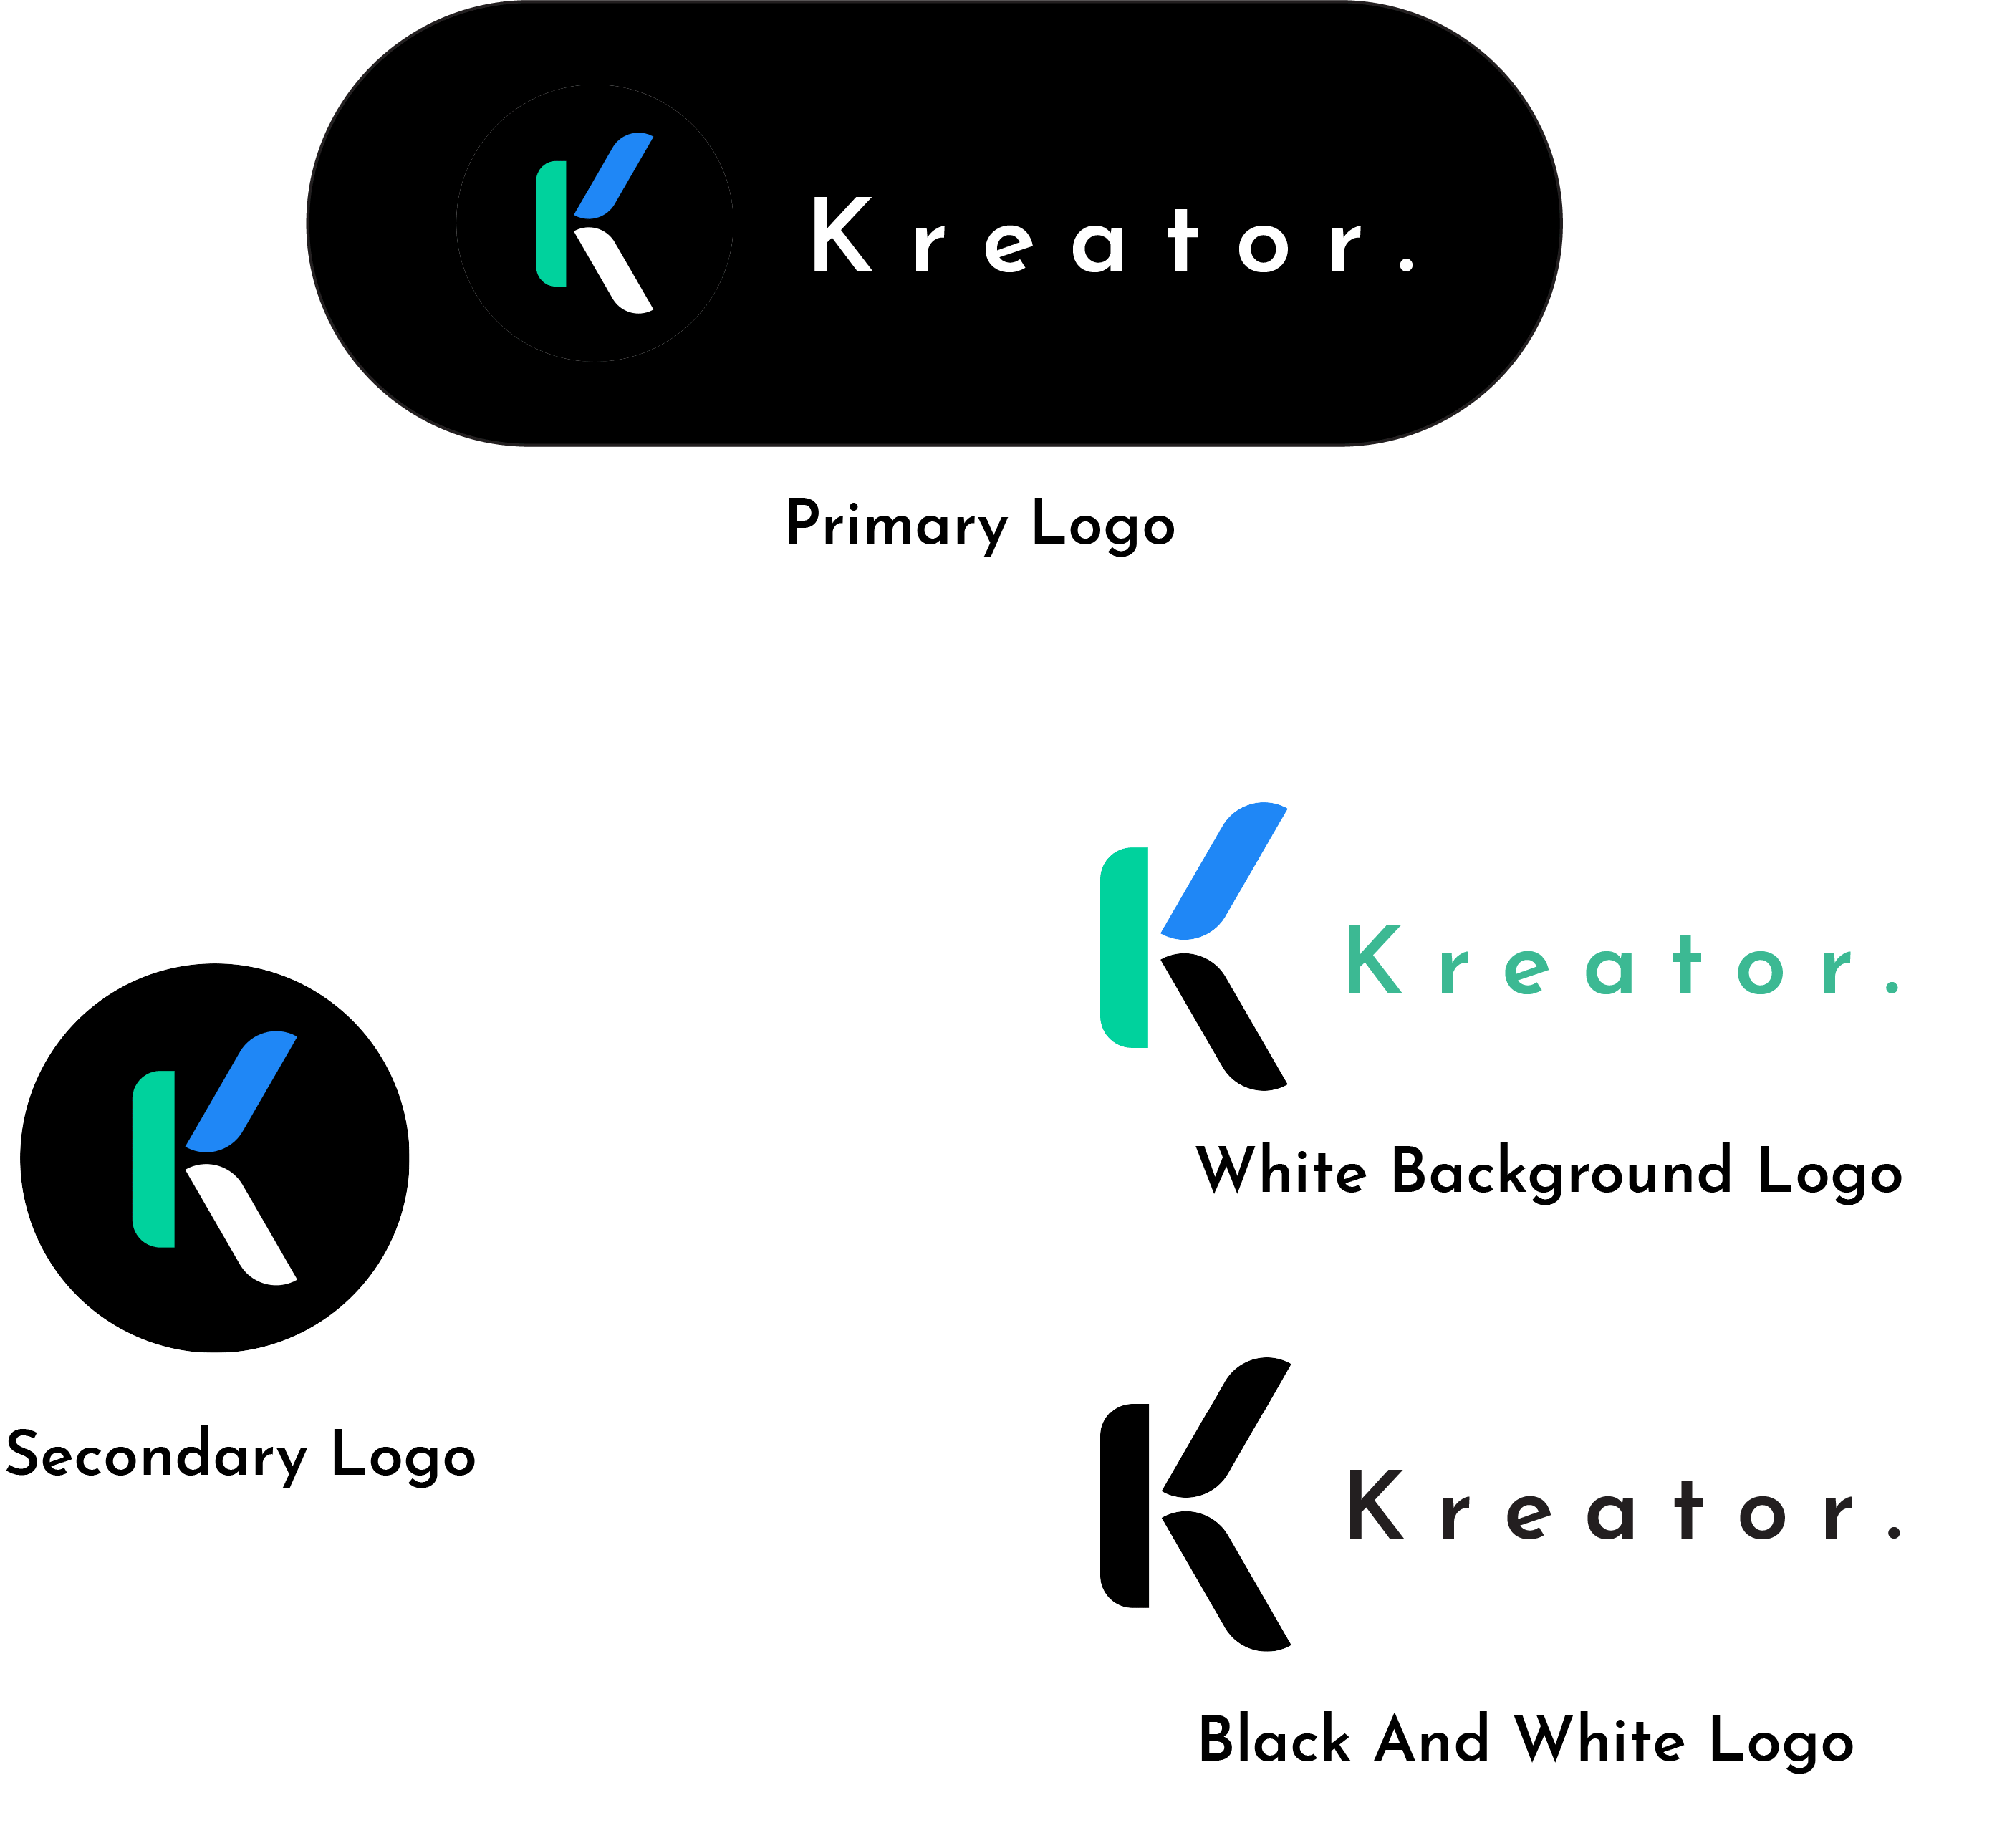 Kreator.
Primary Logo
Kreator.
White Background Logo
Secondary Logo
Kreator.
Black And White Logo